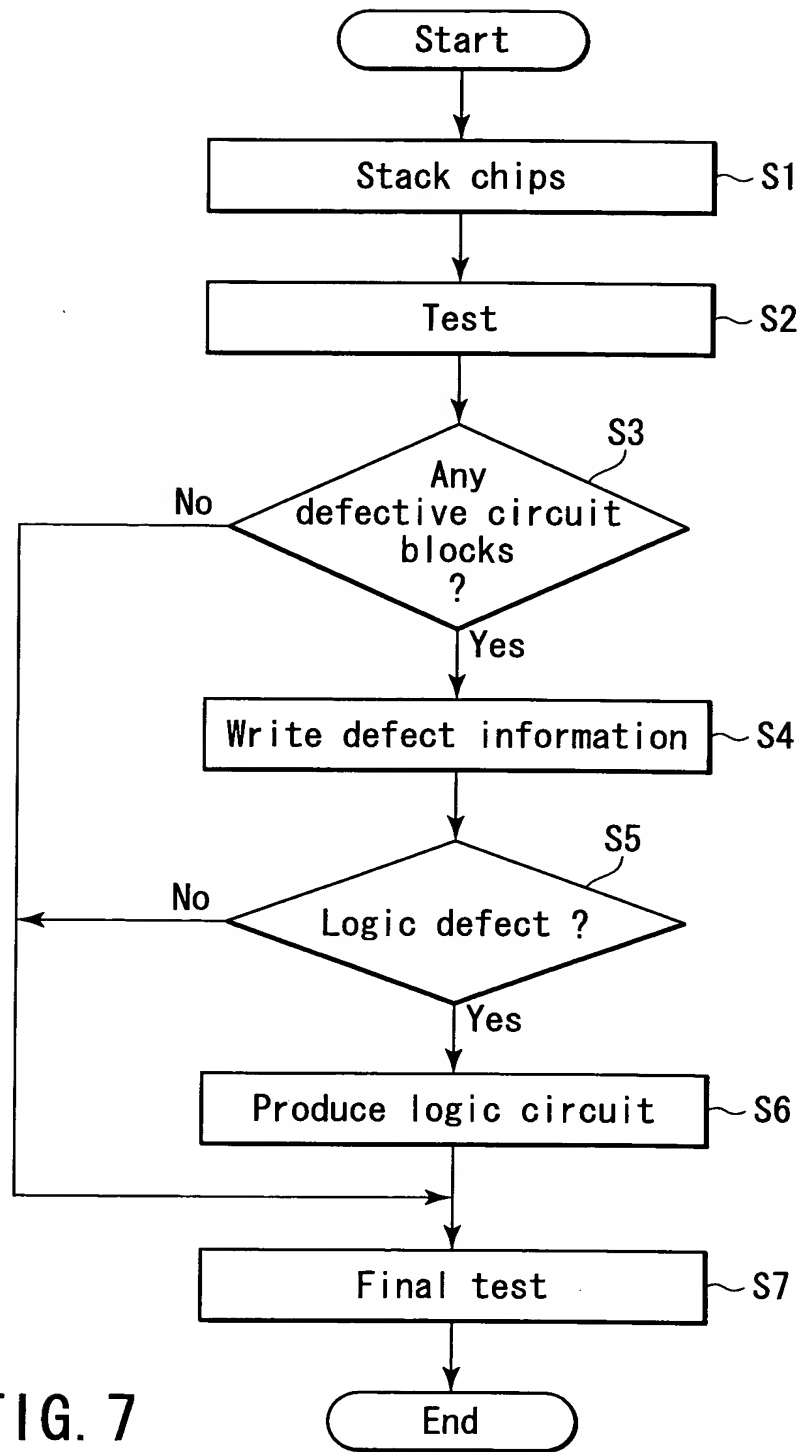 Start
Stack chips
S1
Test
S2
S3
Any
defective circuit
blocks
?
No
Yes
Write defect information
S4
S5
No
Logic defect ?
Yes
Produce logic circuit
S6
Final test
S7
End
FIG. 7